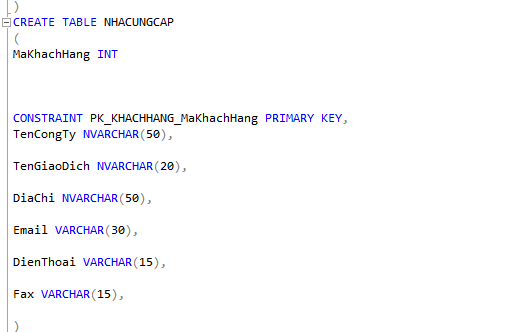 )
CREATE TABLE NHACUNGCAP
(
MaKhachHang INT
CONSTRAINT PK_KHACHHANG_MaKhachHang PRIMARY KEY,
TenCongTy NVARCHAR(50),
TenGiaoDich NVARCHAR(20),
DiaChi NVARCHAR(50),
Email VARCHAR(30),
DienThoai VARCHAR(15),
Fax VARCHAR(15),
)